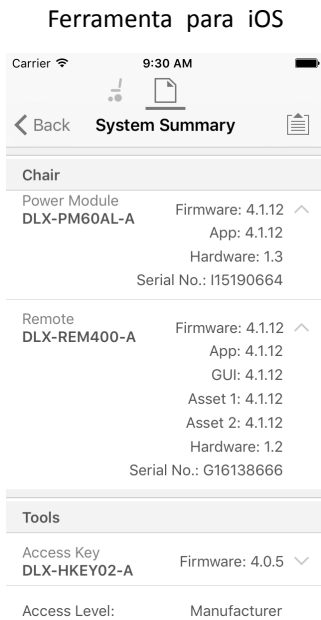 Ferramenta para iOS
Carrier 9:30 AM
Back System Summary
Chair
Power Module
DLX-PM60AL-A
Firmware: 4.1.12
App: 4.1.12
Hardware: 1.3
Serial No.: I15190664
Remote
DLX-REM400-A
Firmware: 4.1.12
App: 4.1.12
GUI: 4.1.12
Asset 1: 4.1.12
Asset 2: 4.1.12
Hardware: 1.2
Serial No.: G16138666
Tools
Access Key
DLX-HKEY02-A
Firmware: 4.0.5
Access Level: Manufacturer